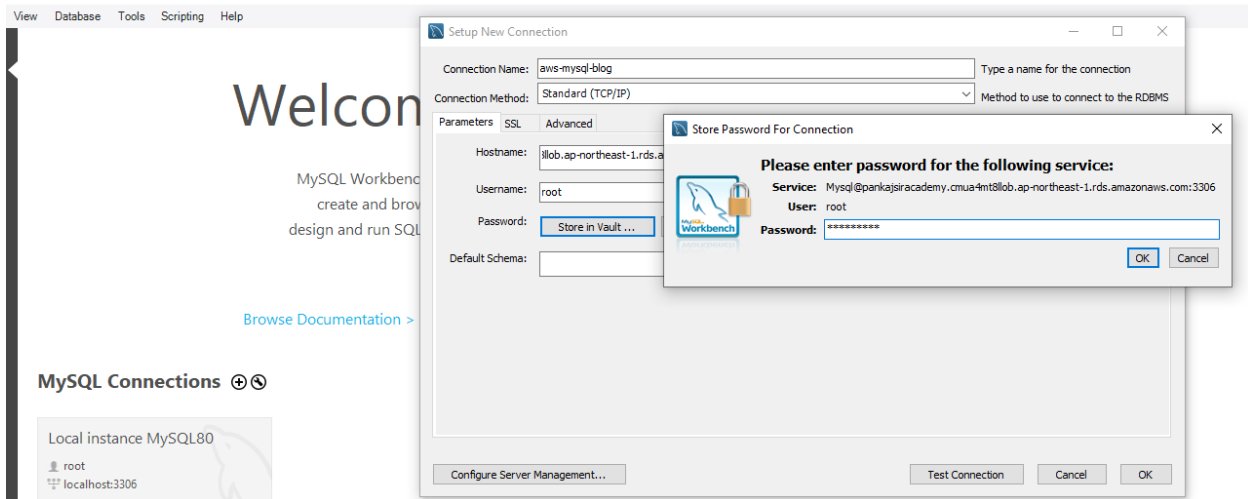 View Database Tools Scripting Help
Setup New Connection
Connection Name: aws-mysql-blog Type a name for the connection
Connection Method: Standard (TCP/IP) Method to use to connect to the RDBMS
Parameters SSL Advanced
Hostname: 8llob.ap-northeast-1.rds.a
Username: root
Password: Store in Vault ...
Default Schema:
Store Password For Connection
Please enter password for the following service:
Service: Mysql@pankajsiracademy.cmua4mt8llob.ap-northeast-1.rds.amazonaws.com:3306
User: root
Password: *********
OK Cancel
MySQL
Workbench
Welcon
MySQL Workbenc
create and brov
design and run SQL
Browse Documentation >
MySQL Connections
Local instance MySQL80
root
localhost:3306
Configure Server Management... Test Connection Cancel OK